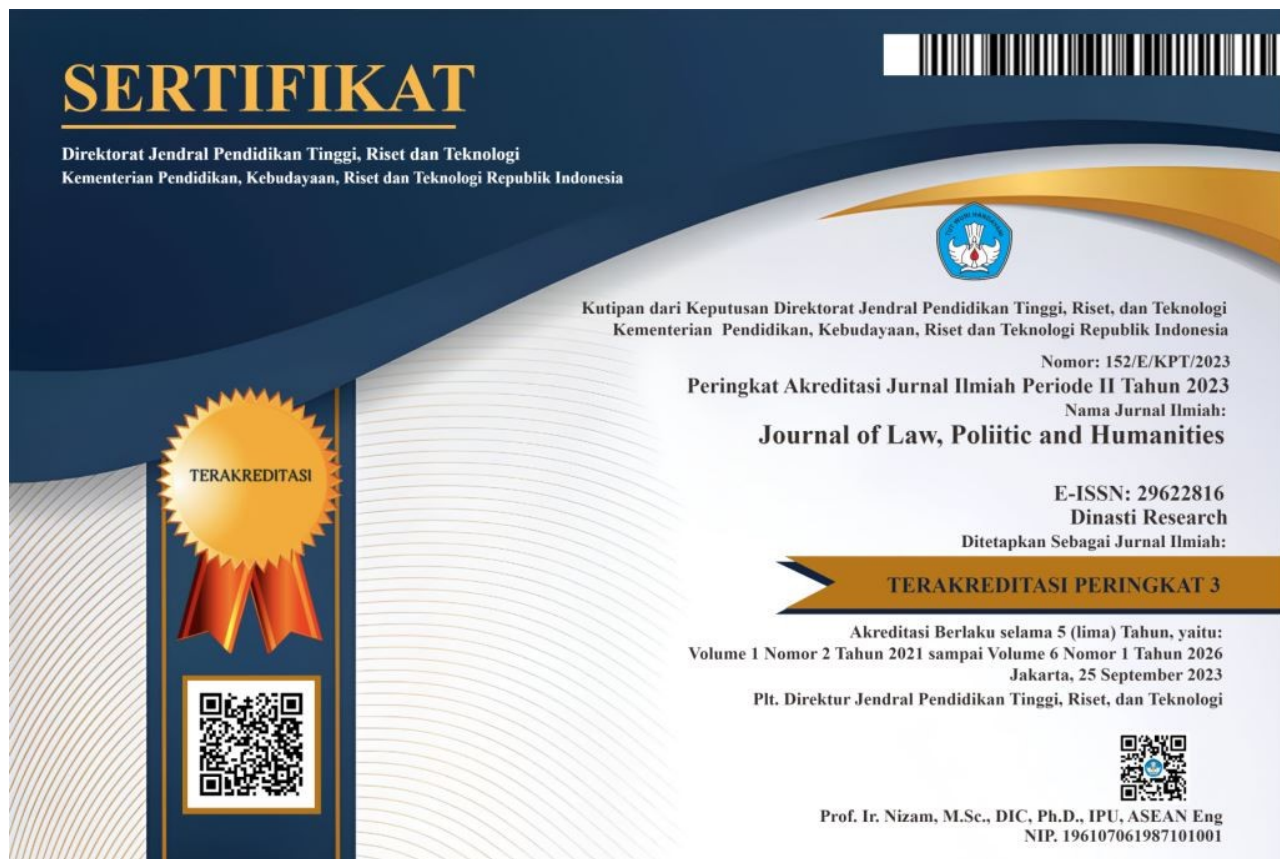 SERTIFIKAT
Direktorat Jendral Pendidikan Tinggi, Riset dan Teknologi
Kementerian Pendidikan, Kebudayaan, Riset dan Teknologi Republik Indonesia
TUT WURI HANDAYANI
Kutipan dari Keputusan Direktorat Jendral Pendidikan Tinggi, Riset, dan Teknologi
Kementerian Pendidikan, Kebudayaan, Riset dan Teknologi Republik Indonesia
Nomor: 152/E/KPT/2023
Peringkat Akreditasi Jurnal Ilmiah Periode II Tahun 2023
Nama Jurnal Ilmiah:
Journal of Law, Poliitic and Humanities
E-ISSN: 29622816
Dinasti Research
Ditetapkan Sebagai Jurnal Ilmiah:
TERAKREDITASI PERINGKAT 3
Akreditasi Berlaku selama 5 (lima) Tahun, yaitu:
Volume 1 Nomor 2 Tahun 2021 sampai Volume 6 Nomor 1 Tahun 2026
Jakarta, 25 September 2023
Plt. Direktur Jendral Pendidikan Tinggi, Riset, dan Teknologi
Prof. Ir. Nizam, M.Sc., DIC, Ph.D., IPU, ASEAN Eng
NIP. 196107061987101001
TERAKREDITASI